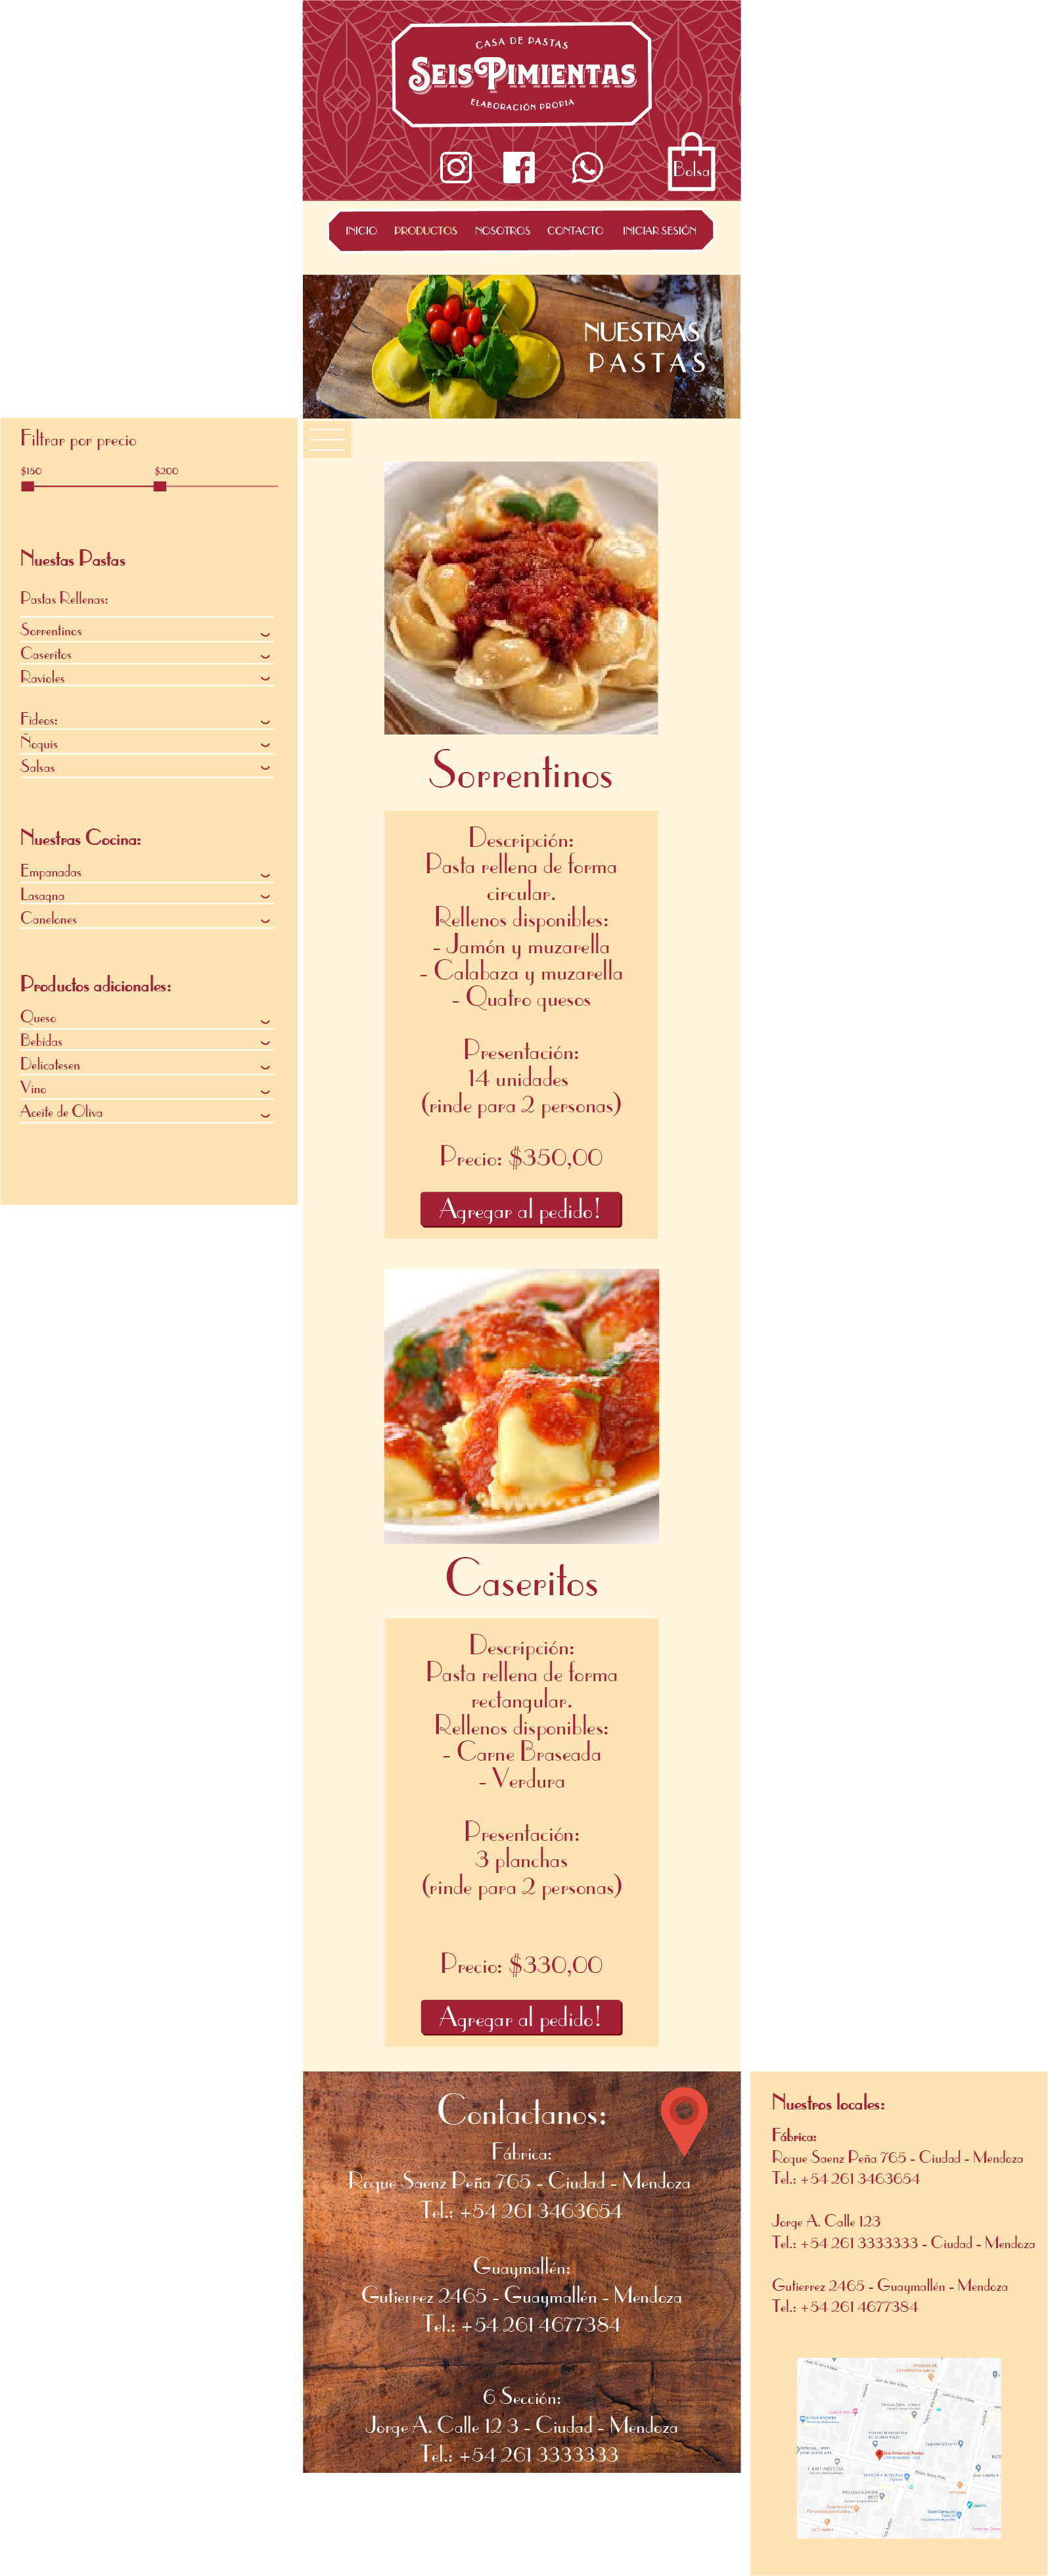 CASA DE PASTAS
SEIS PIMIENTAS
ELABORACIÓN PROPIA
Bolsa
INICIO PRODUCTOS NOSOTROS CONTACTO INICIAR SESIÓN
NUESTRAS
PASTAS
Filtrar por precio
$150 $200
Nuestas Pastas
Pastas Rellenas:
Sorrentinos
Caseritos
Ravioles
Fideos:
Ñoquis
Salsas
Nuestras Cocina:
Empanadas
Lasagna
Canelones
Productos adicionales:
Queso
Bebidas
Delicatesen
Vino
Aceite de Oliva
Sorrentinos
Descripción:
Pasta rellena de forma
circular.
Rellenos disponibles:
- Jamón y muzarella
- Calabaza y muzarella
- Quatro quesos
Presentación:
14 unidades
(rinde para 2 personas)
Precio: $350,00
Agregar al pedido!
Caseritos
Descripción:
Pasta rellena de forma
rectangular.
Rellenos disponibles:
- Carne Braseada
- Verdura
Presentación:
3 planchas
(rinde para 2 personas)
Precio: $330,00
Agregar al pedido!
Contactanos:
Fábrica:
Roque Saenz Peña 765 - Ciudad - Mendoza
Tel.: +54 261 3463654
Guaymallén:
Gutierrez 2465 - Guaymallén - Mendoza
Tel.: +54 261 4677384
6 Sección:
Jorge A. Calle 12 3 - Ciudad - Mendoza
Tel.: +54 261 3333333
Nuestros locales:
Fábrica:
Roque Saenz Peña 765 - Ciudad - Mendoza
Tel.: +54 261 3463654
Jorge A. Calle 123
Tel.: +54 261 3333333 - Ciudad - Mendoza
Gutierrez 2465 - Guaymallén - Mendoza
Tel.: +54 261 4677384